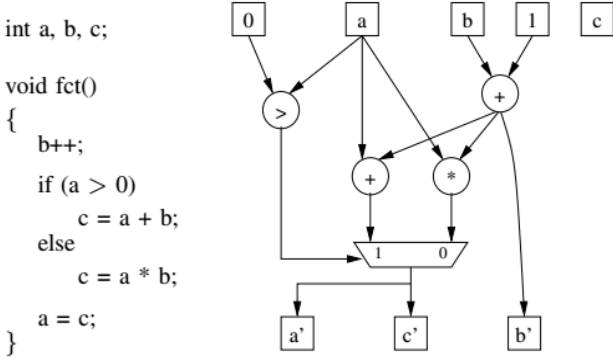 int a, b, c;
void fct()
{
b++;
if (a > 0)
c = a + b;
else
c = a * b;
a = c;
}
0 a b 1 c
>
+
+ *
1 0
a' c' b'